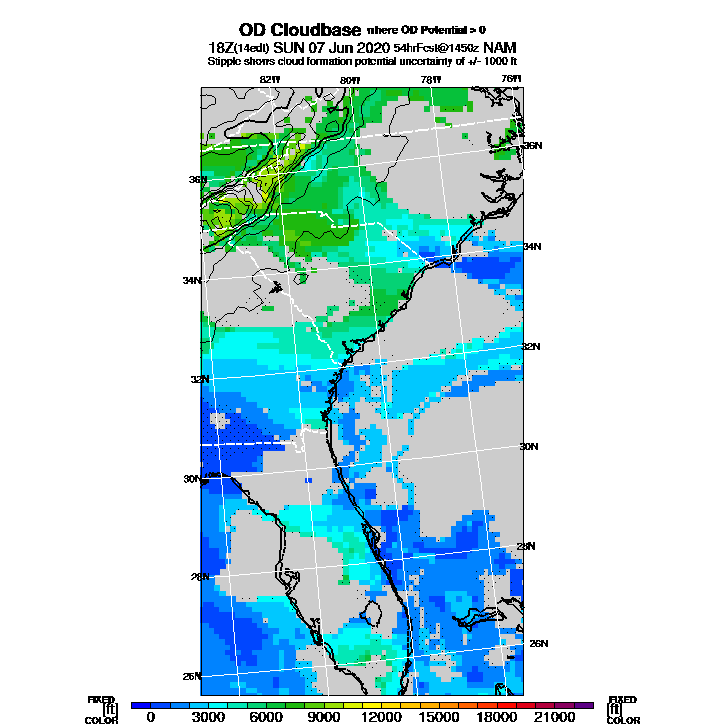 OD Cloudbase where OD Potential > 0
18Z(14edt) SUN 07 Jun 2020 54hrFcst@1450z NAM
Stipple shows cloud formation potential uncertainty of +/- 1000 ft
82W 80W 78W 76W
36N
36N
34N
34N
32N
32N
30N
30N
28N
28N
26N
26N
FIXED [ft] COLOR
0 3000 6000 9000 12000 15000 18000 21000
FIXED [ft] COLOR